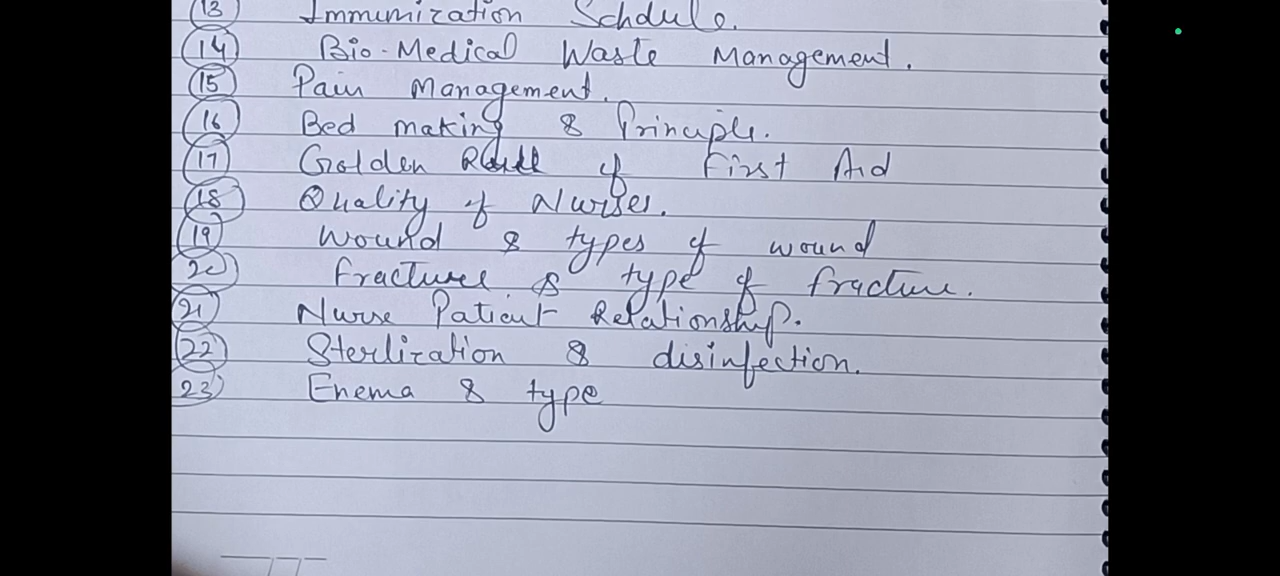 13 Immunization Schdule.
14 Bio-Medical Waste Management.
15 Pain Management.
16 Bed making & Principle.
17 Golden Rule of First Aid
18 Quality of Nurses.
19 Wound & types of wound
20 fracture & type of fracture.
21 Nurse Patient Relationship.
22 Sterlization & disinfection.
23 Enema & type